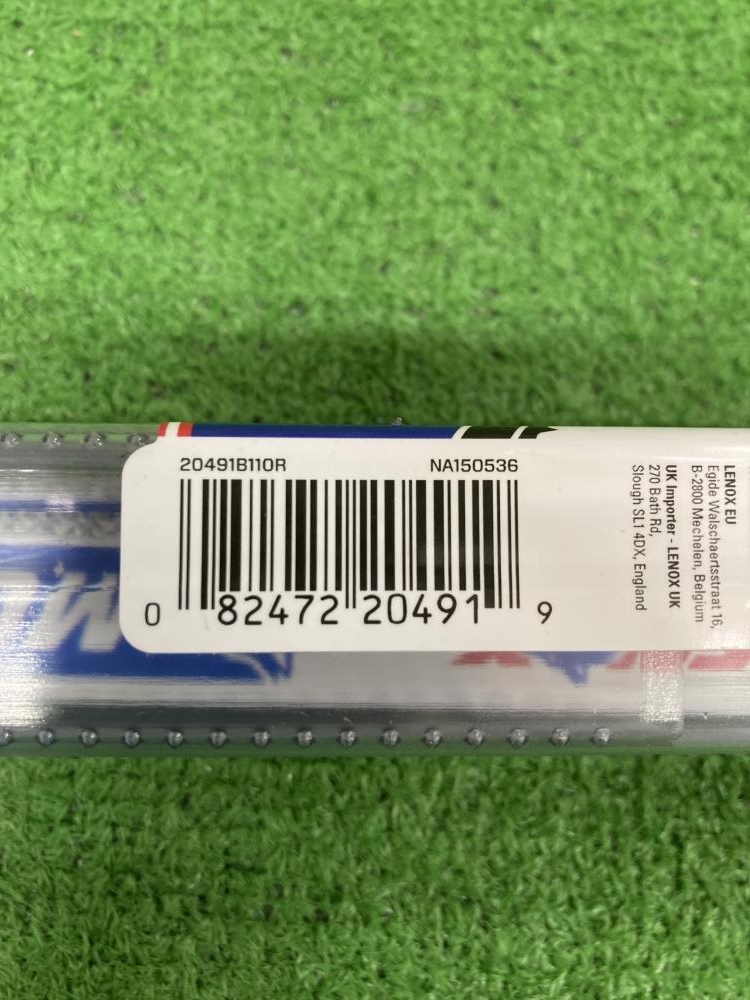 20491B110R NA150536
0 82472 20491 9
LENOX EU
Egide Walschaertsstraat 16,
B-2800 Mechelen, Belgium
UK Importer - LENOX UK
270 Bath Rd,
Slough SL1 4DX, England